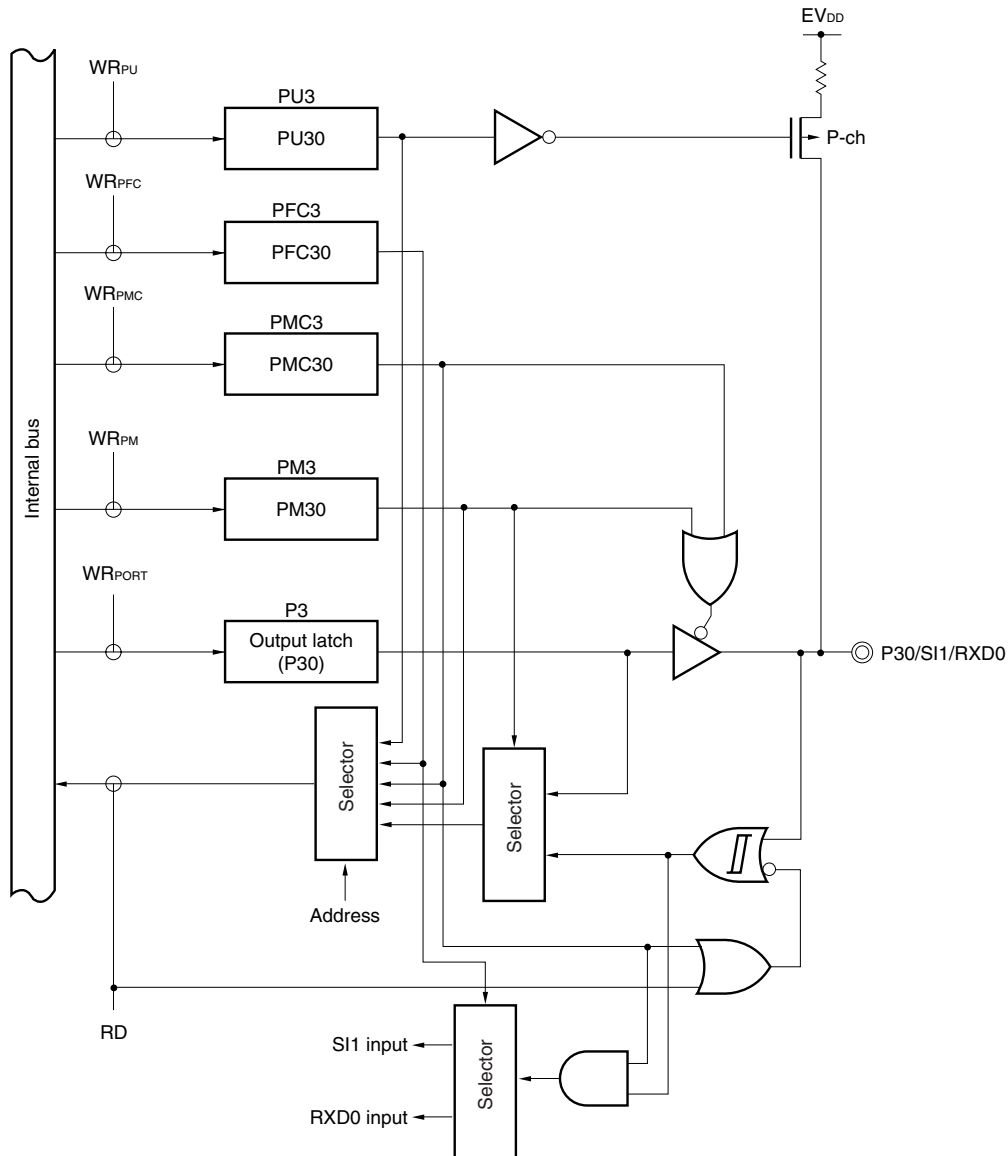 EVDD
WRPU
PU3
PU30
P-ch
WRPFC
PFC3
PFC30
WRPMC
PMC3
PMC30
Internal bus
WRPM
PM3
PM30
WRPORT
P3
Output latch
(P30)
P30/SI1/RXD0
Selector
Selector
Address
RD
SI1 input
Selector
RXD0 input